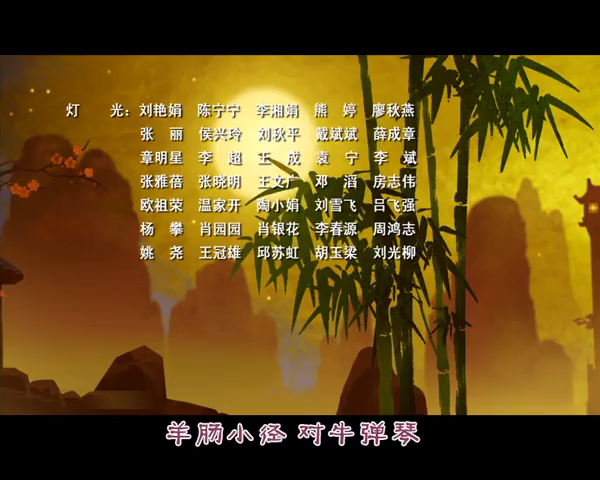 灯 光：刘艳娟 陈宁宁 李湘娟 熊 婷 廖秋燕
张 丽 侯兴玲 刘秋平 戴斌斌 薛成章
章明星 李 超 王 成 袁 宁 李 斌
张雅蓓 张晓明 王文广 邓 滔 房志伟
欧祖荣 温家开 陶小娟 刘雪飞 吕飞强
杨 攀 肖园园 肖银花 李春源 周鸿志
姚 尧 王冠雄 邱苏虹 胡玉梁 刘光柳
羊肠小径 对牛弹琴